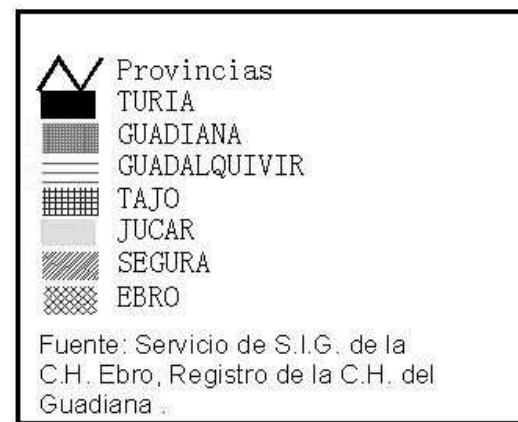 Provincias
TURIA
GUADIANA
GUADALQUIVIR
TAJO
JUCAR
SEGURA
EBRO
Fuente: Servicio de S.I.G. de la
C.H. Ebro, Registro de la C.H. del
Guadiana .